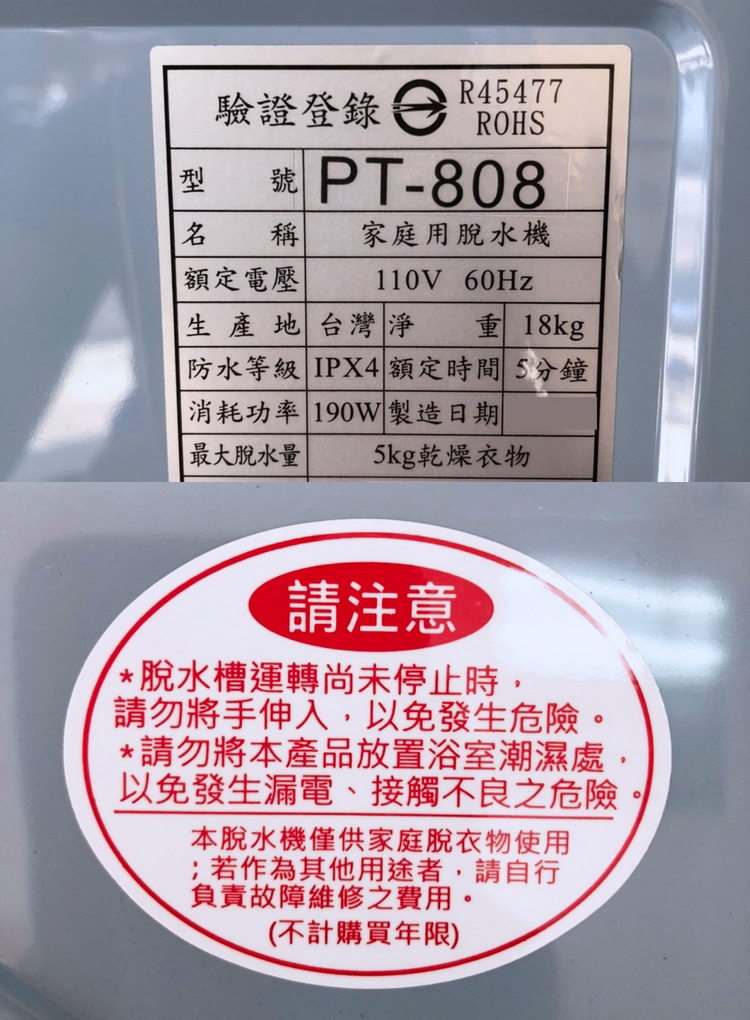 驗證登錄 R45477
ROHS
型號 PT-808
名稱 家庭用脫水機
額定電壓 110V 60Hz
生產地 台灣 淨重 18kg
防水等級 IPX4 額定時間 5分鐘
消耗功率 190W 製造日期
最大脫水量 5kg乾燥衣物
請注意
*脫水槽運轉尚未停止時，
請勿將手伸入，以免發生危險。
*請勿將本產品放置浴室潮濕處，
以免發生漏電、接觸不良之危險。
本脫水機僅供家庭脫衣物使用
;若作為其他用途者，請自行
負責故障維修之費用。
(不計購買年限)